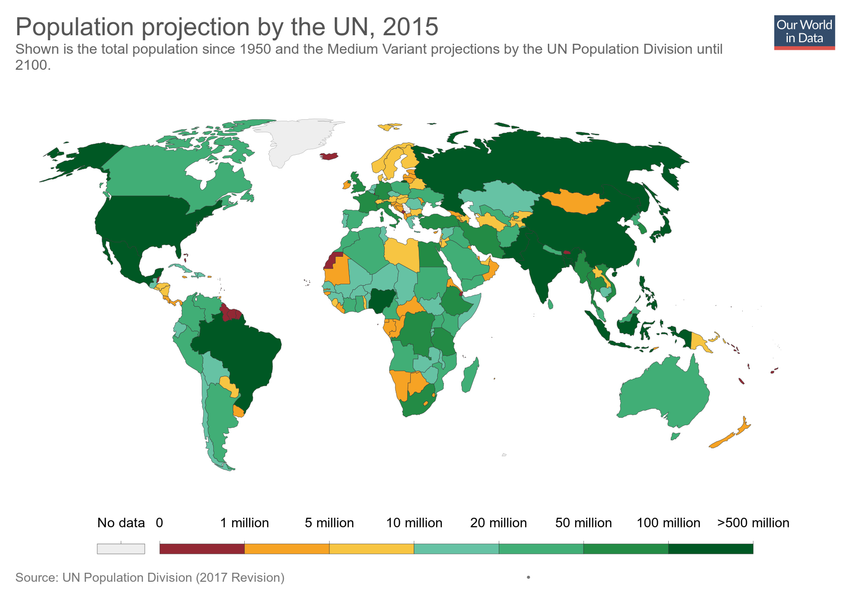 Population projection by the UN, 2015
Our World
in Data
Shown is the total population since 1950 and the Medium Variant projections by the UN Population Division until
2100.
No data 0 1 million 5 million 10 million 20 million 50 million 100 million >500 million
Source: UN Population Division (2017 Revision)